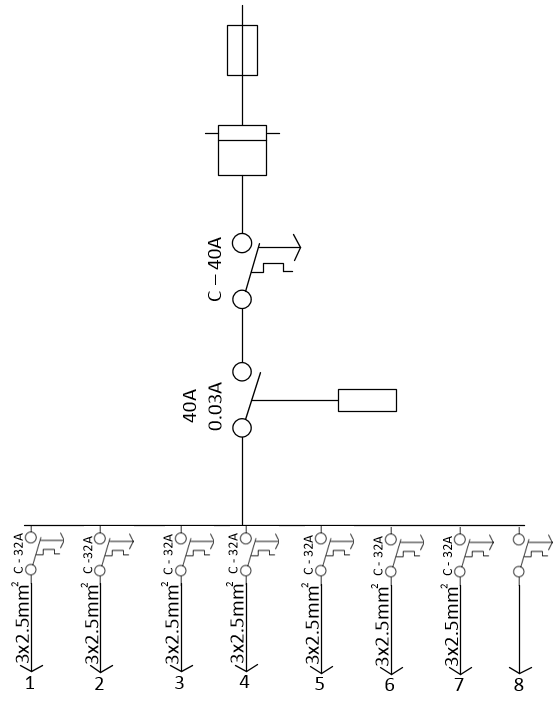 C – 40A
40A
0.03A
C - 32A
C -32A
C - 32A
C - 32A
C - 32A
C - 32A
C - 32A
3x2.5mm²
3x2.5mm²
3x2.5mm²
3x2.5mm²
3x2.5mm²
3x2.5mm²
3x2.5mm²
1 2 3 4 5 6 7 8